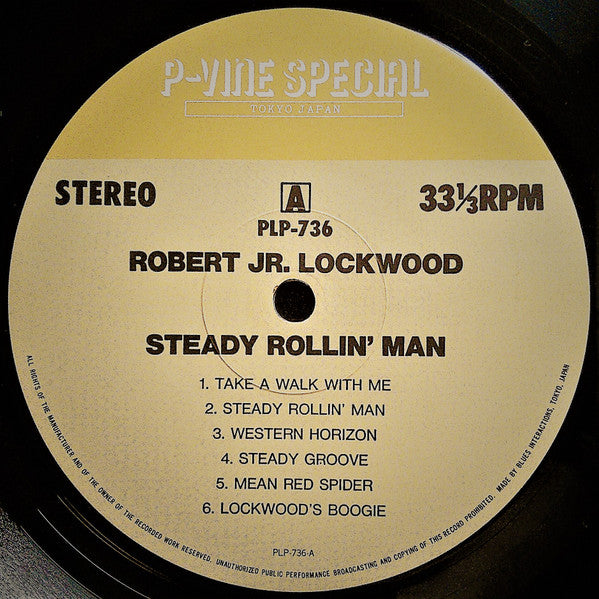 P-VINE SPECIAL
TOKYO JAPAN
STEREO
A
33⅓RPM
PLP-736
ROBERT JR. LOCKWOOD
STEADY ROLLIN' MAN
1. TAKE A WALK WITH ME
2. STEADY ROLLIN' MAN
3. WESTERN HORIZON
4. STEADY GROOVE
5. MEAN RED SPIDER
6. LOCKWOOD'S BOOGIE
PLP-736-A
ALL RIGHTS OF THE MANUFACTURER AND OF THE OWNER OF THE RECORDED WORK RESERVED. UNAUTHORIZED PUBLIC PERFORMANCE BROADCASTING AND COPYING OF THIS RECORD PROHIBITED. MADE BY BLUES INTERACTIONS, TOKYO, JAPAN